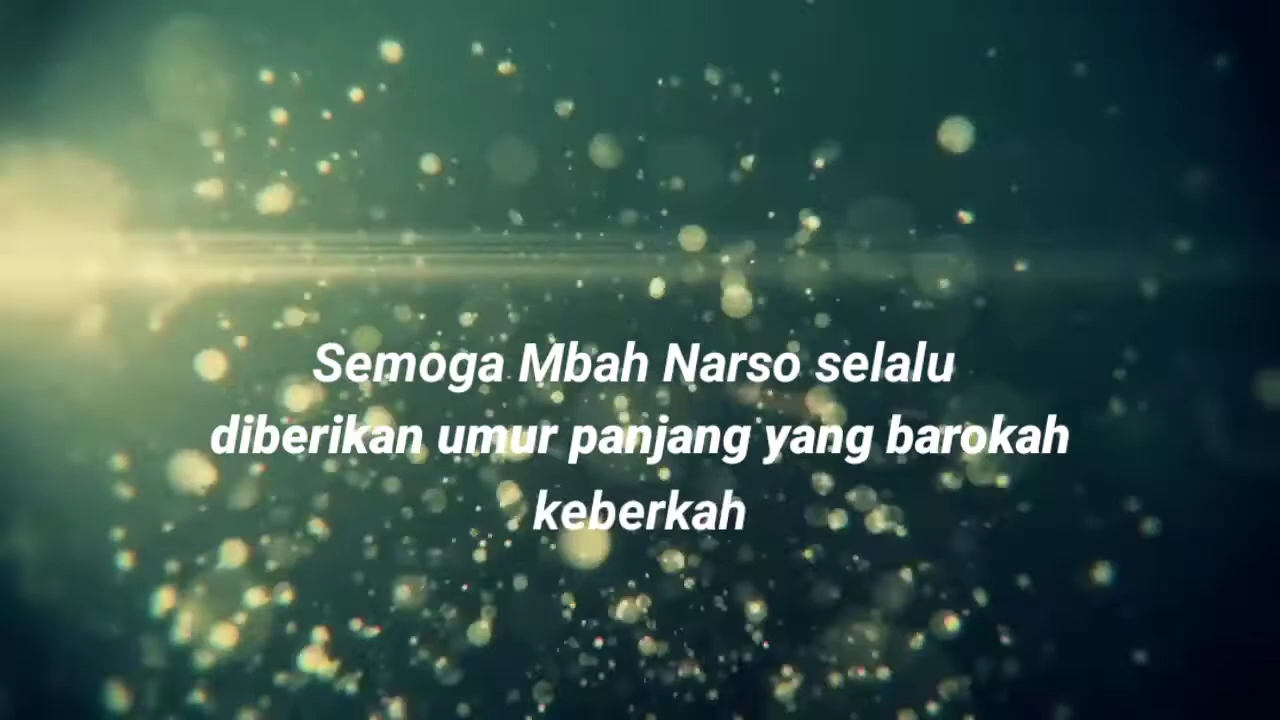 Semoga Mbah Narso selalu
diberikan umur panjang yang barokah
keberkah